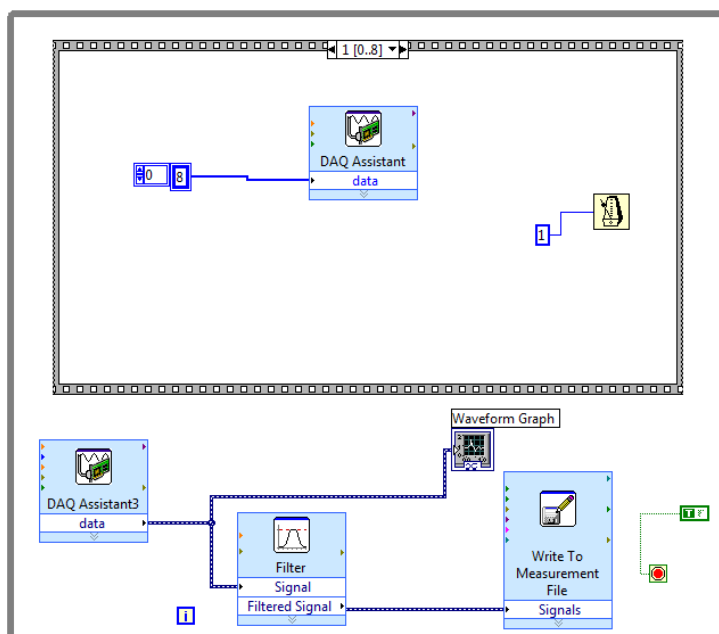 1 [0..8]
DAQ Assistant
data
0
8
1
Waveform Graph
DAQ Assistant3
data
Filter
Signal
Filtered Signal
i
Write To
Measurement
File
Signals
T F